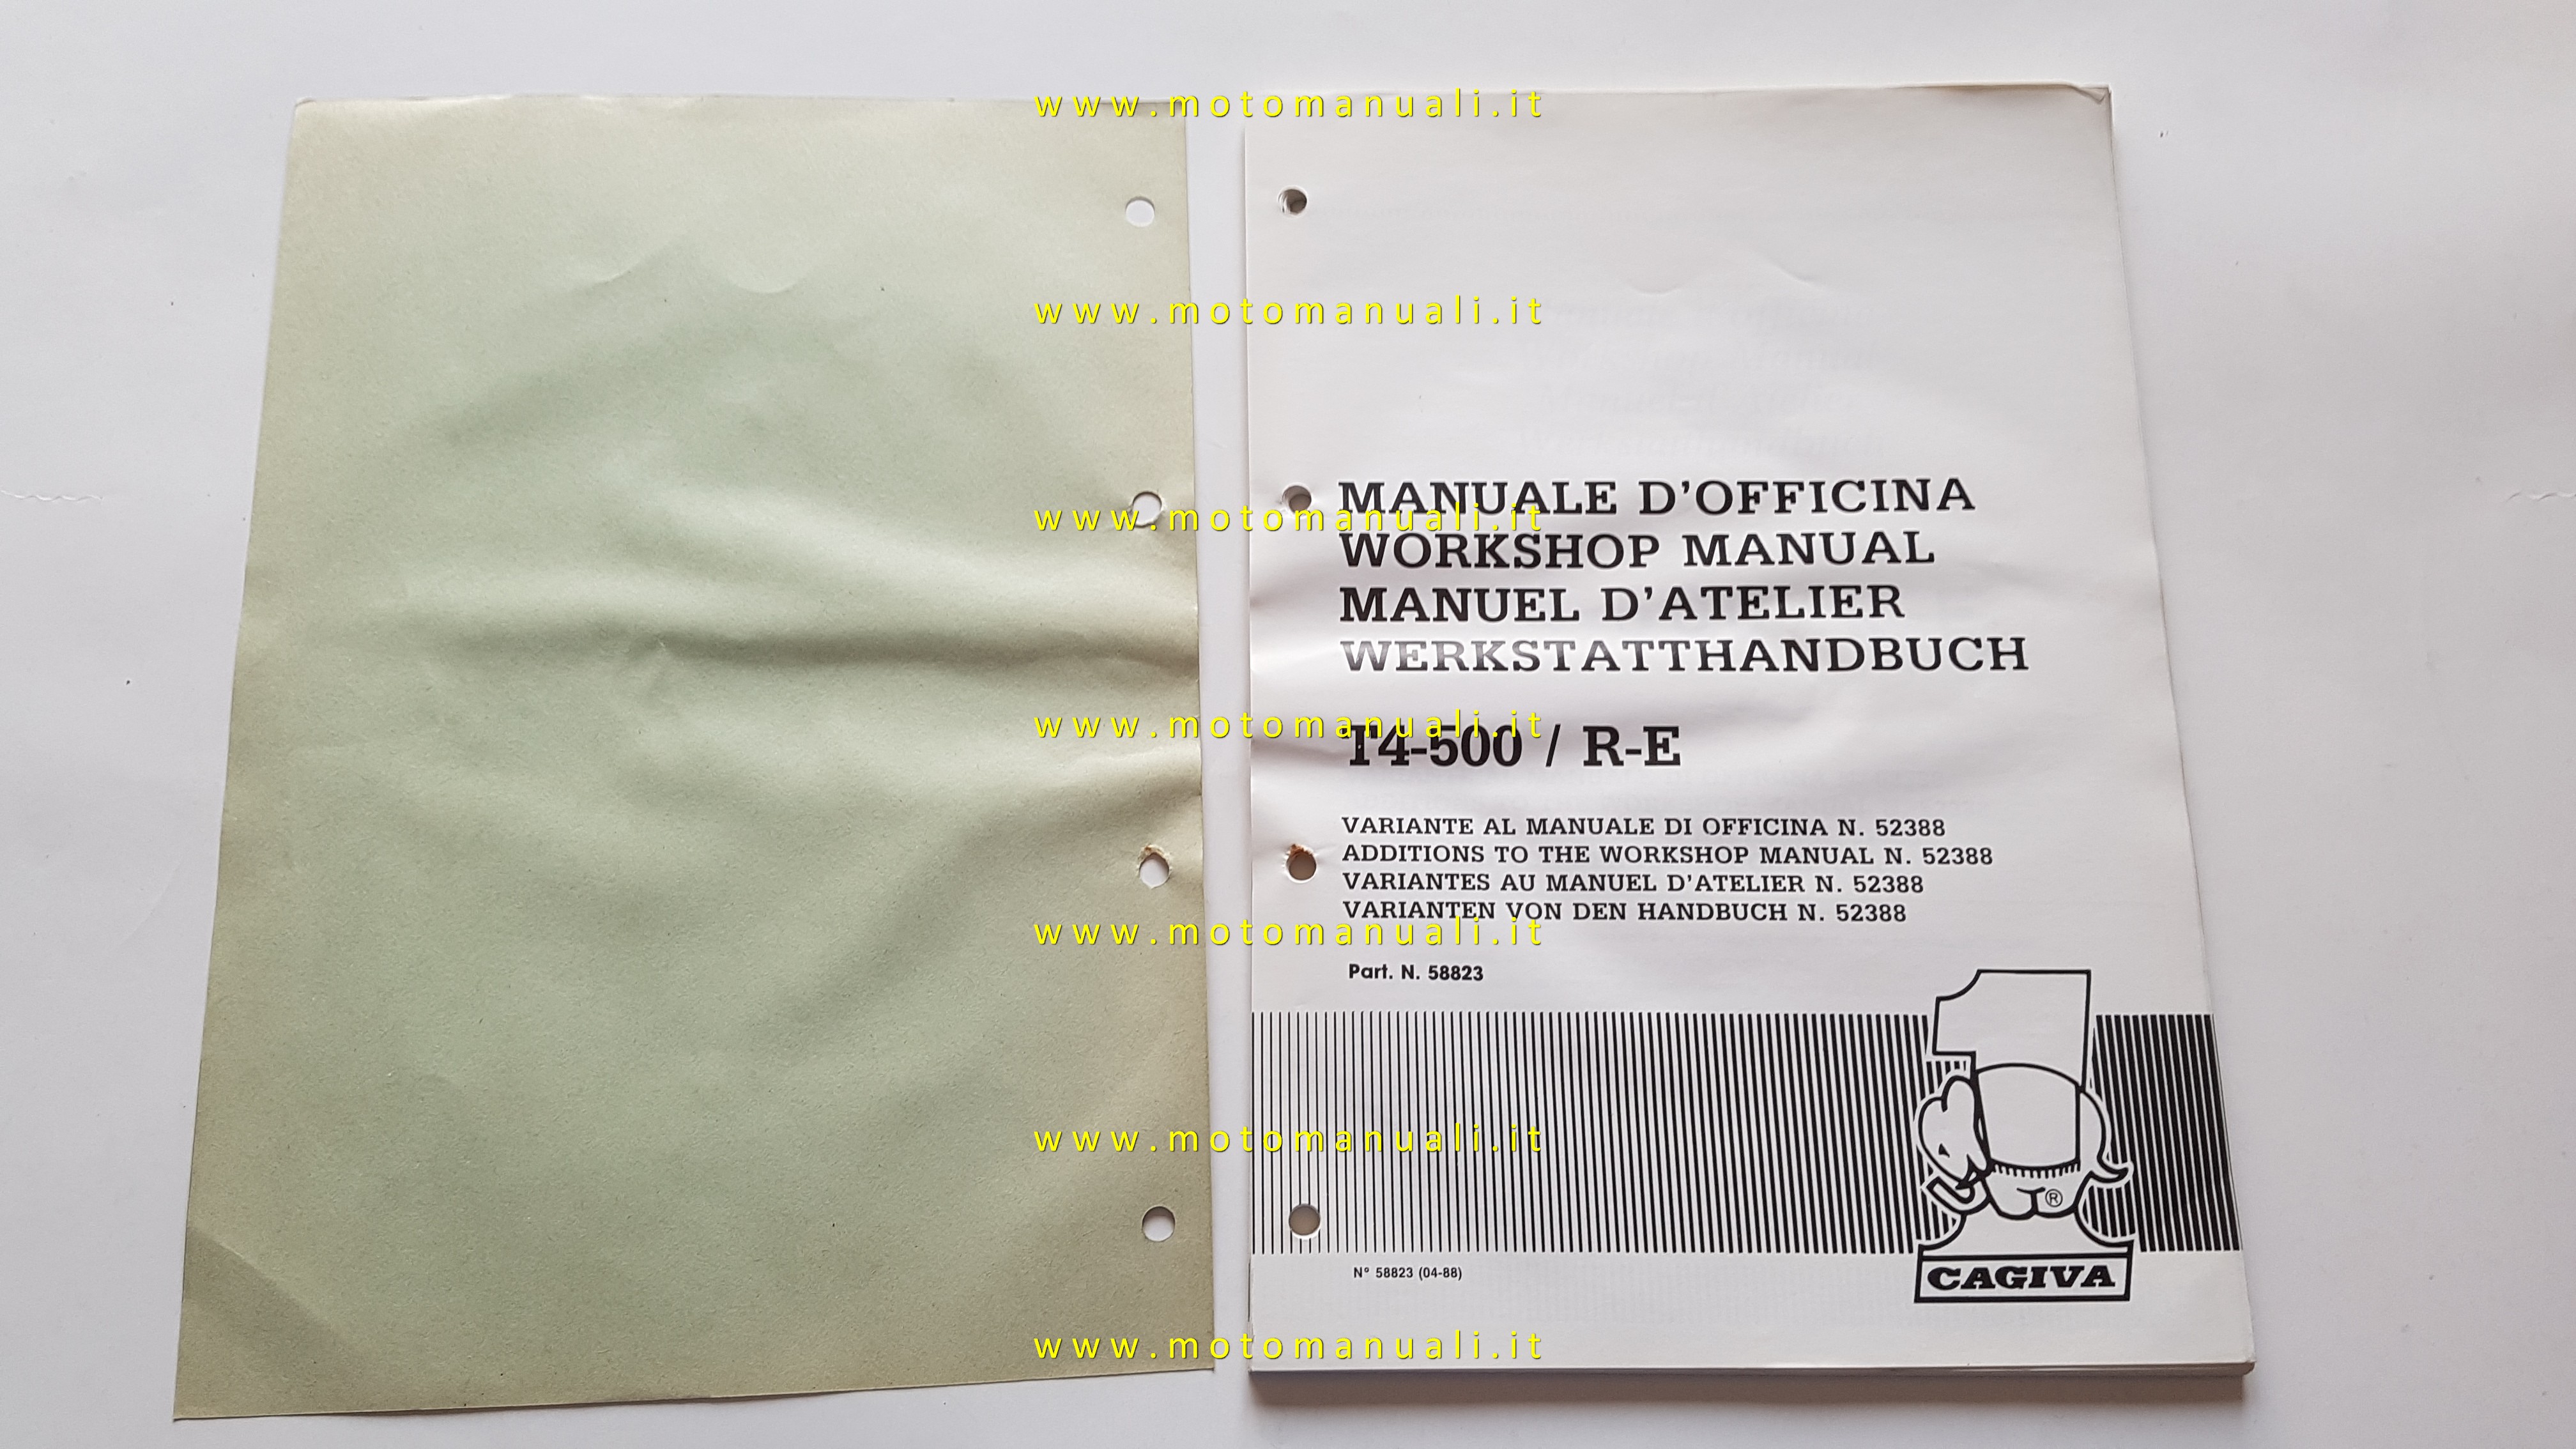 www.motomanuali.it
www.motomanuali.it
MANUALE D'OFFICINA
www.motomanuali.it
WORKSHOP MANUAL
MANUEL D'ATELIER
WERKSTATTHANDBUCH
www.motomanuali.it
T4-500 / R-E
VARIANTE AL MANUALE DI OFFICINA N. 52388
ADDITIONS TO THE WORKSHOP MANUAL N. 52388
VARIANTES AU MANUEL D'ATELIER N. 52388
VARIANTEN VON DEN HANDBUCH N. 52388
www.motomanuali.it
Part. N. 58823
www.motomanuali.it
®
N° 58823 (04-88)
CAGIVA
www.motomanuali.it